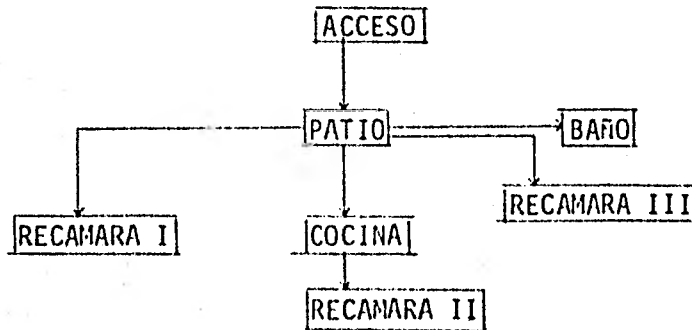 ACCESO
PATIO
BAÑO
RECAMARA III
RECAMARA I
COCINA
RECAMARA II